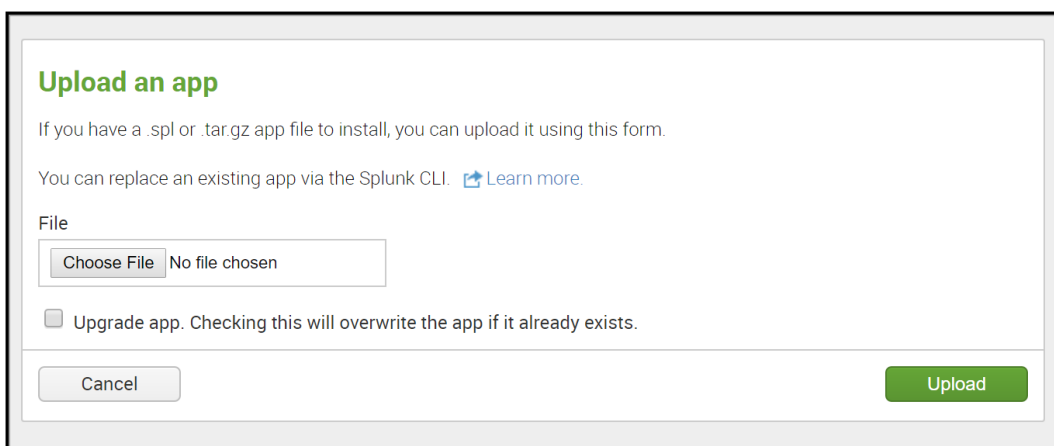 Upload an app
If you have a .spl or .tar.gz app file to install, you can upload it using this form.
You can replace an existing app via the Splunk CLI. Learn more.
File
Choose File No file chosen
Upgrade app. Checking this will overwrite the app if it already exists.
Cancel Upload